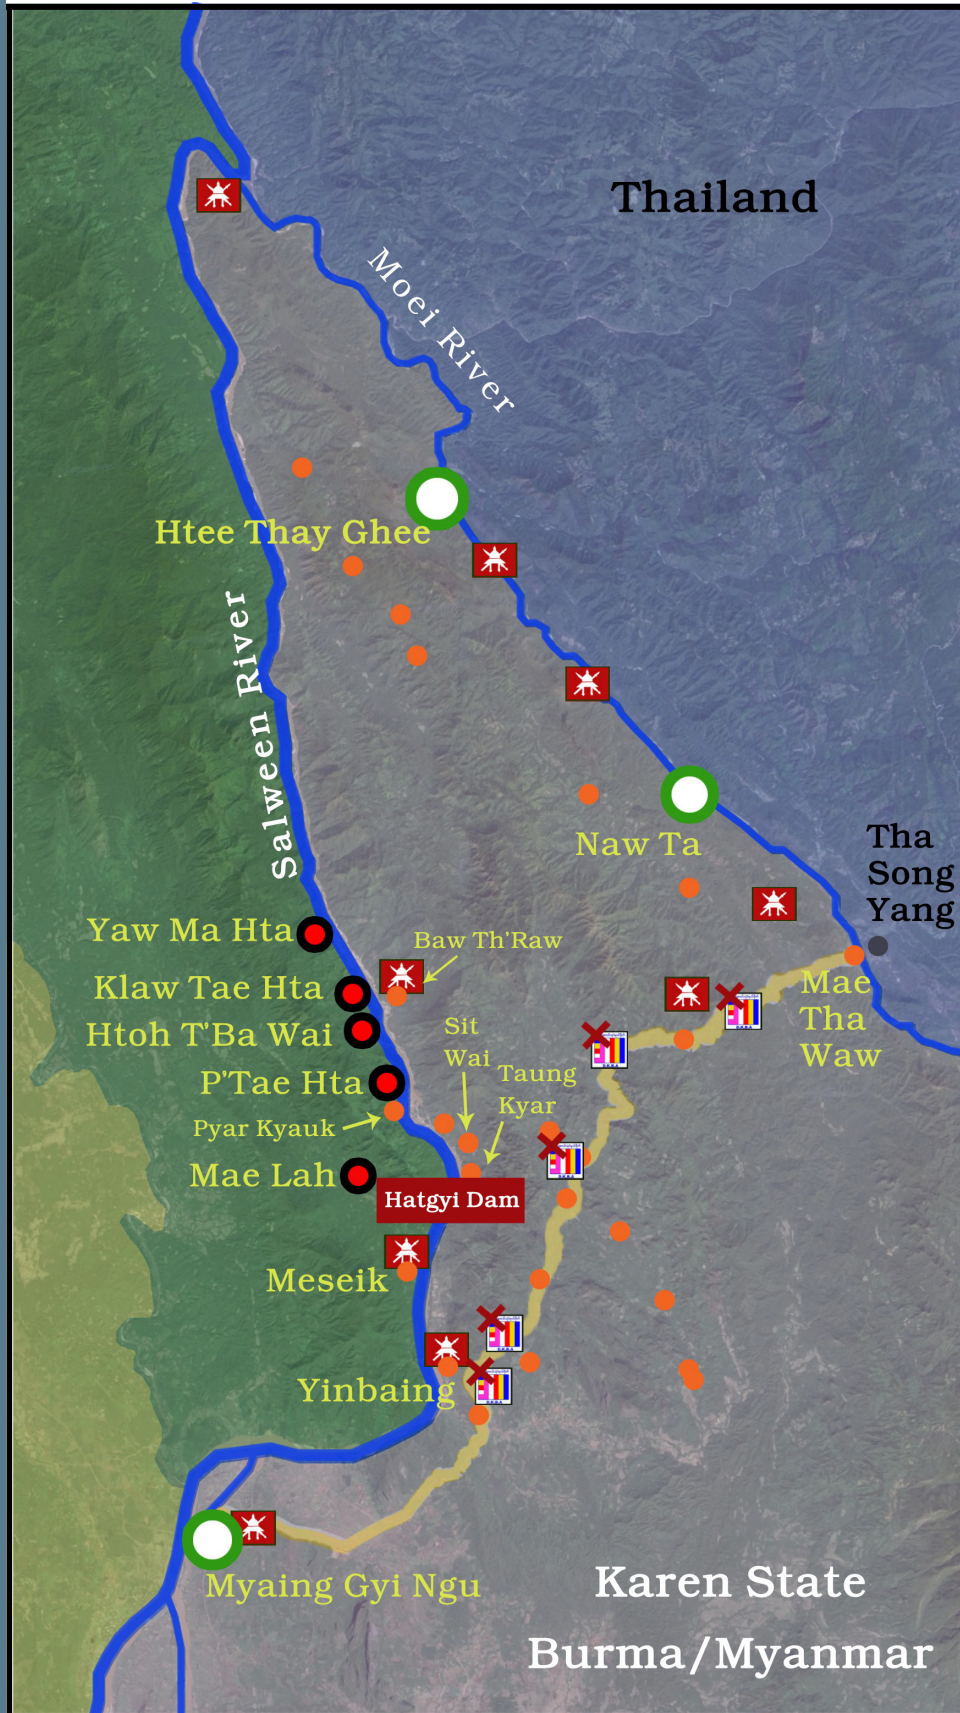 Thailand
Moei River
Htee Thay Ghee
Salween River
Naw Ta
Tha
Song
Yang
Yaw Ma Hta
Baw Th'Raw
Klaw Tae Hta
Mae
Tha
Waw
Htoh T'Ba Wai
Sit
Wai
Taung
Kyar
P'Tae Hta
Pyar Kyauk
Mae Lah
Hatgyi Dam
Meseik
Yinbaing
Myaing Gyi Ngu
Karen State
Burma/Myanmar